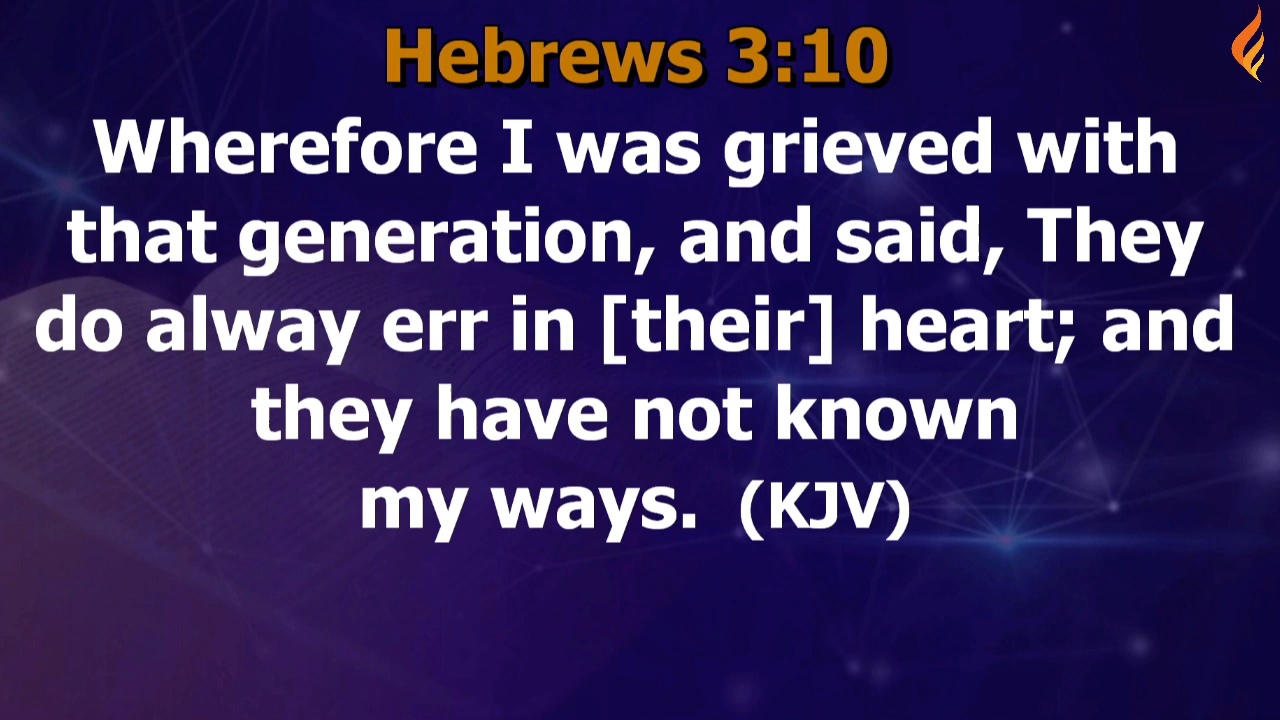 Hebrews 3:10
Wherefore I was grieved with
that generation, and said, They
do alway err in [their] heart; and
they have not known
my ways. (KJV)